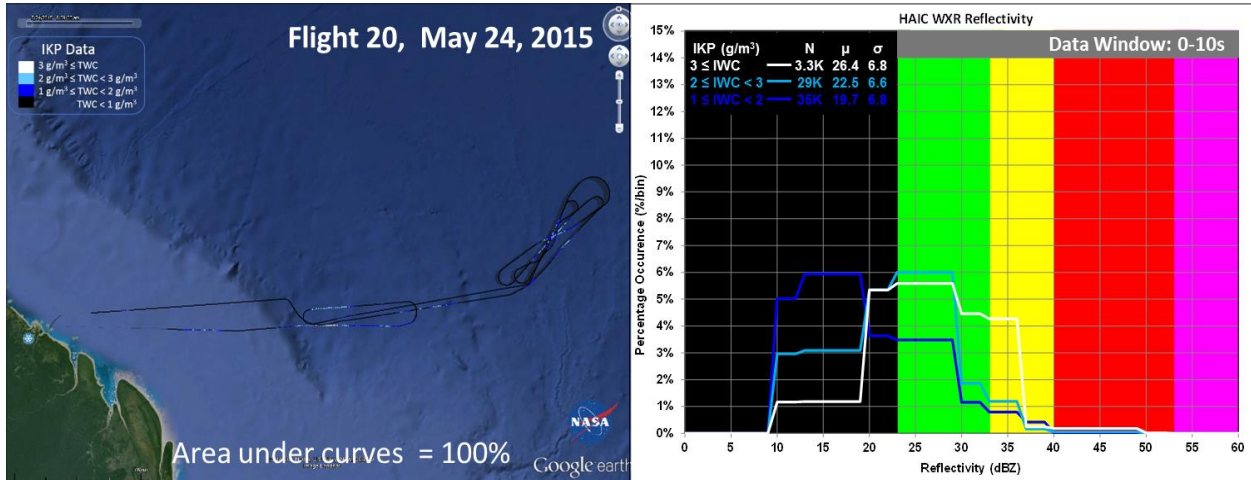 Flight 20, May 24, 2015
IKP Data
3 g/m³ ≤ TWC
2 g/m³ ≤ TWC < 3 g/m³
1 g/m³ ≤ TWC < 2 g/m³
TWC < 1 g/m³
NASA
Area under curves = 100%
Google earth
HAIC WXR Reflectivity
Data Window: 0-10s
IKP (g/m³) N μ σ
3 ≤ IWC 3.3K 26.4 6.8
2 ≤ IWC < 3 29K 22.5 6.6
1 ≤ IWC < 2 35K 19.7 6.8
Percentage Occurence (%/bin)
15%
14%
13%
12%
11%
10%
9%
8%
7%
6%
5%
4%
3%
2%
1%
0%
0 5 10 15 20 25 30 35 40 45 50 55 60
Reflectivity (dBZ)